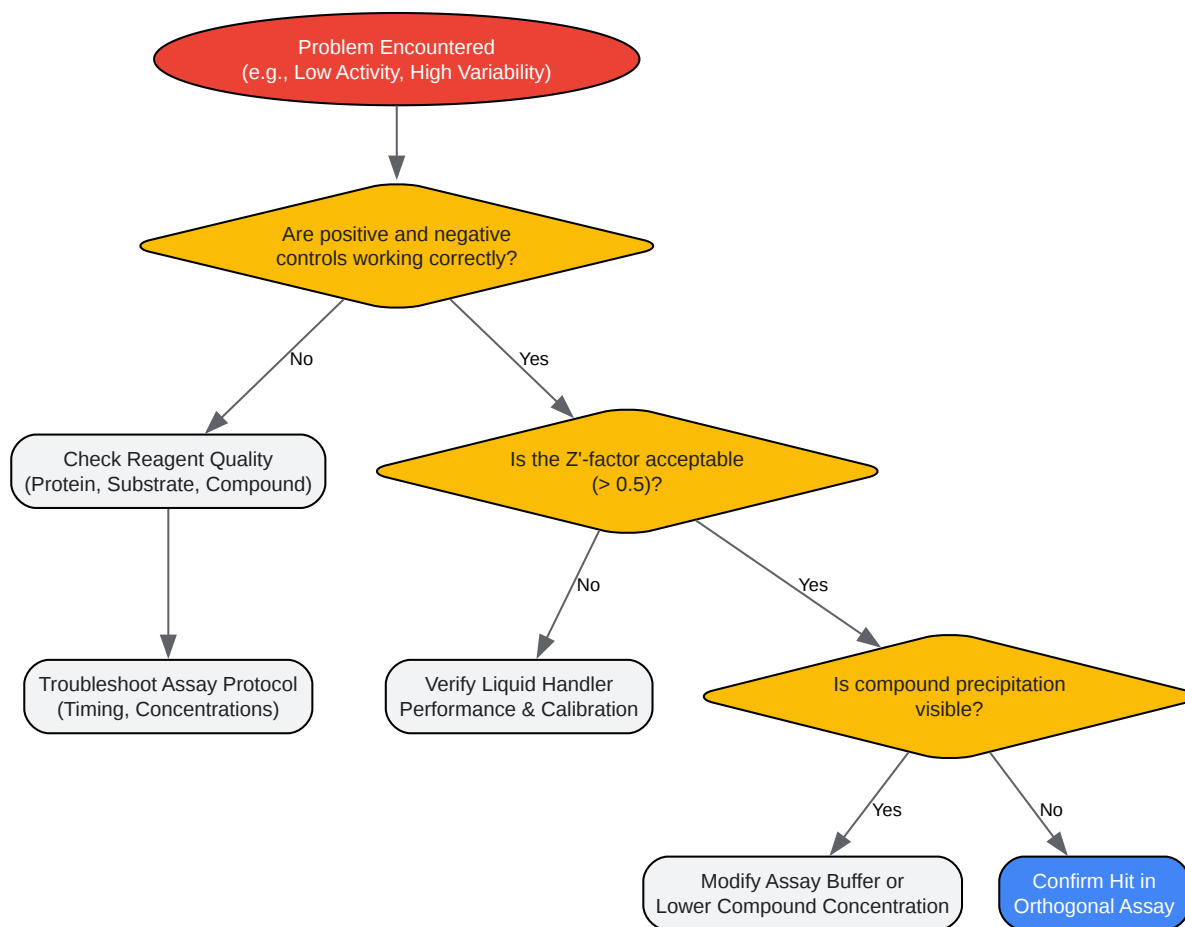 Problem Encountered
(e.g., Low Activity, High Variability)
Are positive and negative
controls working correctly?
No
Yes
Check Reagent Quality
(Protein, Substrate, Compound)
Is the Z'-factor acceptable
(> 0.5)?
No
Yes
Troubleshoot Assay Protocol
(Timing, Concentrations)
Verify Liquid Handler
Performance & Calibration
Is compound precipitation
visible?
Yes
No
Modify Assay Buffer or
Lower Compound Concentration
Confirm Hit in
Orthogonal Assay